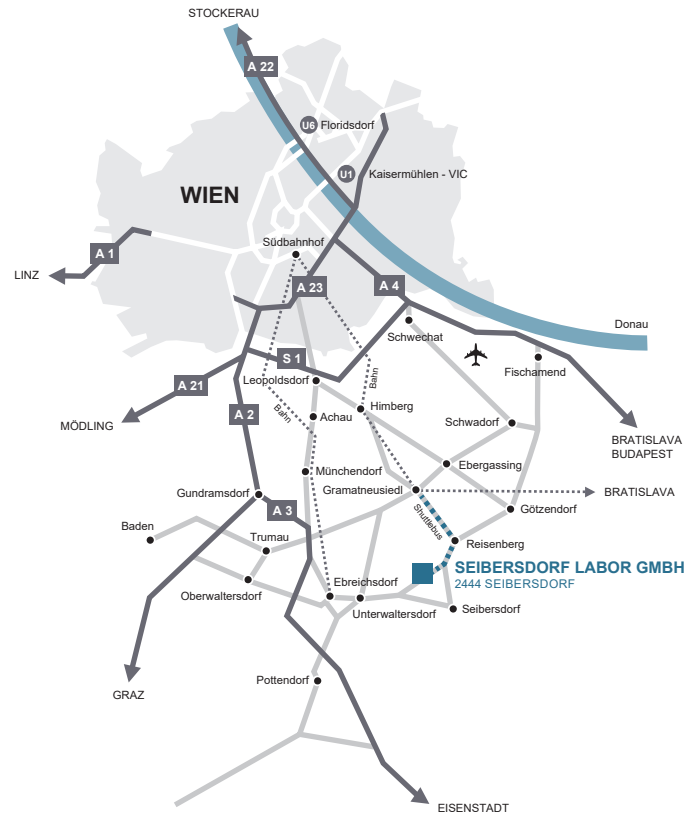 STOCKERAU
A 22
U6 Floridsdorf
U1
Kaisermühlen - VIC
WIEN
Südbahnhof
A 1
LINZ
A 23
A 4
Donau
Schwechat
S 1
Fischamend
Leopoldsdorf
Bahn
A 21
Bahn
Himberg
A 2
Achau
Schwadorf
MÖDLING
BRATISLAVA
BUDAPEST
Ebergassing
Münchendorf
Gramatneusiedl
BRATISLAVA
Gundramsdorf
A 3
Shuttlebus
Götzendorf
Baden
Trumau
Reisenberg
SEIBERSDORF LABOR GMBH
2444 SEIBERSDORF
Ebreichsdorf
Oberwaltersdorf
Unterwaltersdorf
Seibersdorf
Pottendorf
GRAZ
EISENSTADT